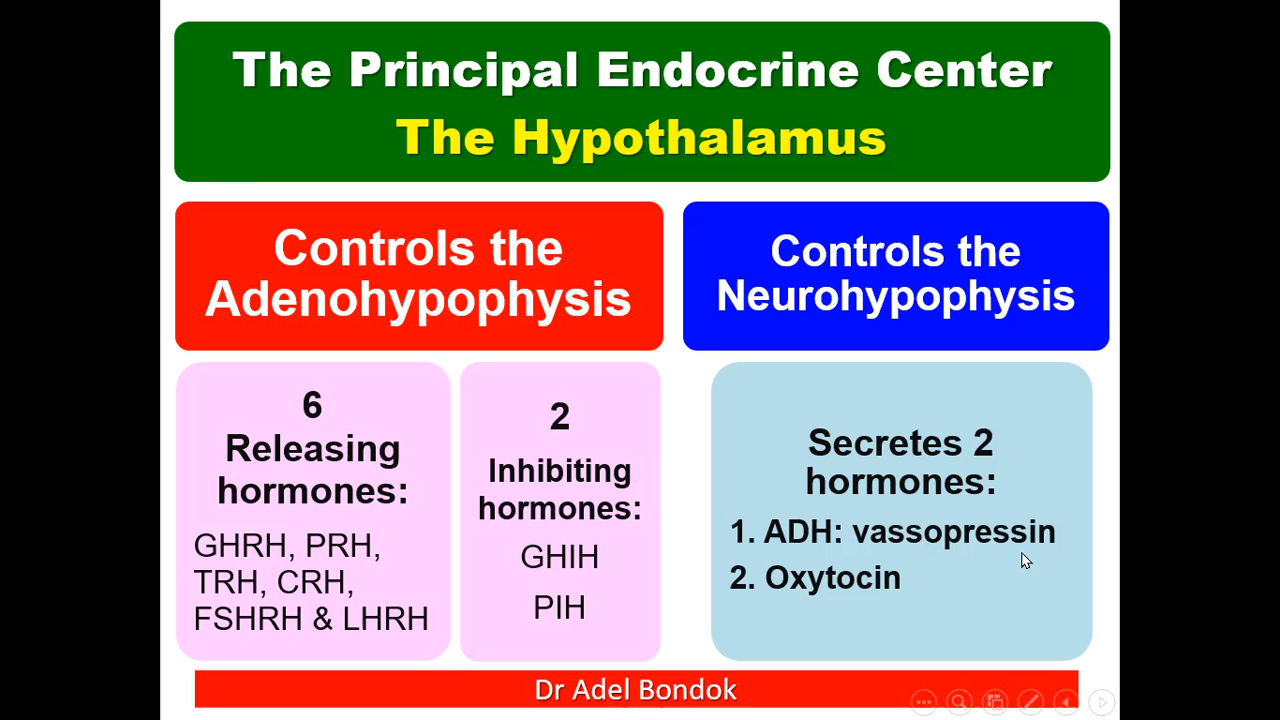 The Principal Endocrine Center
The Hypothalamus
Controls the
Adenohypophysis
Controls the
Neurohypophysis
6
Releasing
hormones:
GHRH, PRH,
TRH, CRH,
FSHRH & LHRH
2
Inhibiting
hormones:
GHIH
PIH
Secretes 2
hormones:
1. ADH: vassopressin
2. Oxytocin
Dr Adel Bondok